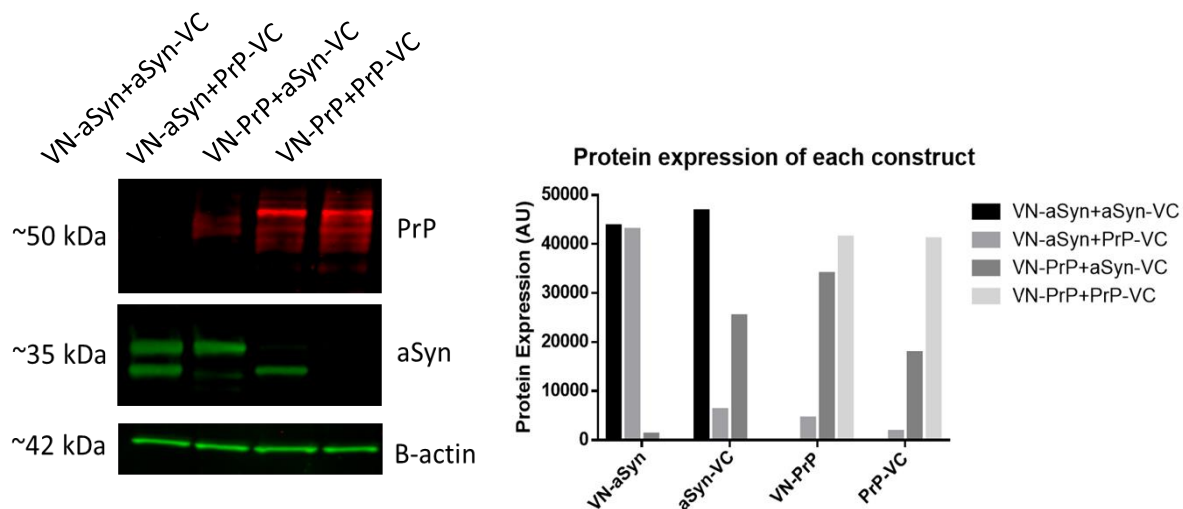 VN-aSyn+aSyn-VC
VN-aSyn+PrP-VC
VN-PrP+aSyn-VC
VN-PrP+PrP-VC
~50 kDa
PrP
~35 kDa
aSyn
~42 kDa
B-actin
Protein expression of each construct
Protein Expression (AU)
50000
40000
30000
20000
10000
0
VN-aSyn
aSyn-VC
VN-PrP
PrP-VC
VN-aSyn+aSyn-VC
VN-aSyn+PrP-VC
VN-PrP+aSyn-VC
VN-PrP+PrP-VC